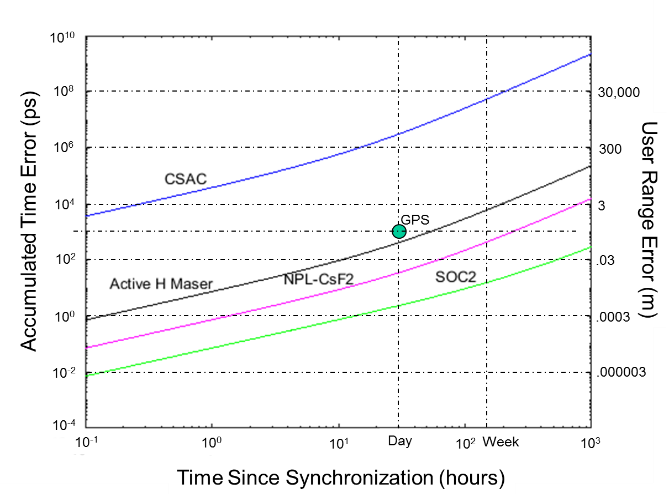 10^10
10^8
10^6
10^4
10^2
10^0
10^-2
10^-4
Accumulated Time Error (ps)
CSAC
GPS
Active H Maser
NPL-CsF2
SOC2
30,000
300
3
.03
.0003
.000003
User Range Error (m)
10^-1
10^0
10^1
Day
10^2
Week
10^3
Time Since Synchronization (hours)